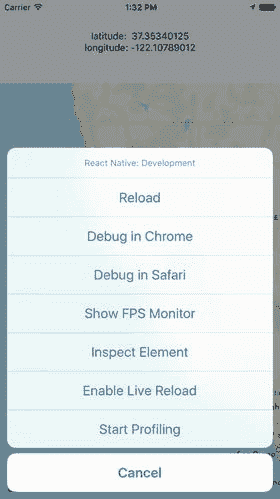 Carrier 1:32 PM
latitude: 37.35340125
longitude: -122.10789012
React Native: Development
Reload
Debug in Chrome
Debug in Safari
Show FPS Monitor
Inspect Element
Enable Live Reload
Start Profiling
Cancel